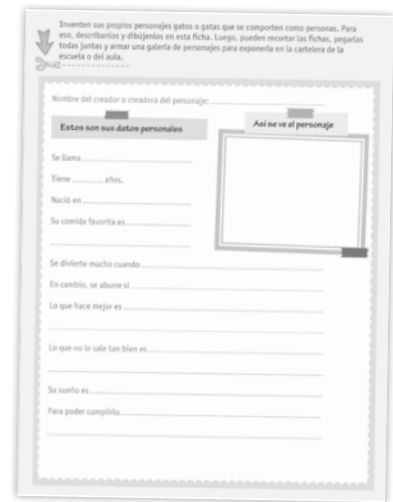 Inventen sus propios personajes gatos o gatas que se comporten como personas. Para
eso, descríbanlos y dibújenlos en esta ficha. Luego, pueden recortar las fichas, pegarlas
todas juntas y armar una galería de personajes para exponerla en la cartelera de la
escuela o del aula.
Nombre del creador o creadora del personaje:
Estos son sus datos personales
Así se ve el personaje
Se llama
Tiene años.
Nació en
Su comida favorita es
Se divierte mucho cuando
En cambio, se aburre si
Lo que hace mejor es
Lo que no le sale tan bien es
Su sueño es
Para poder cumplirlo